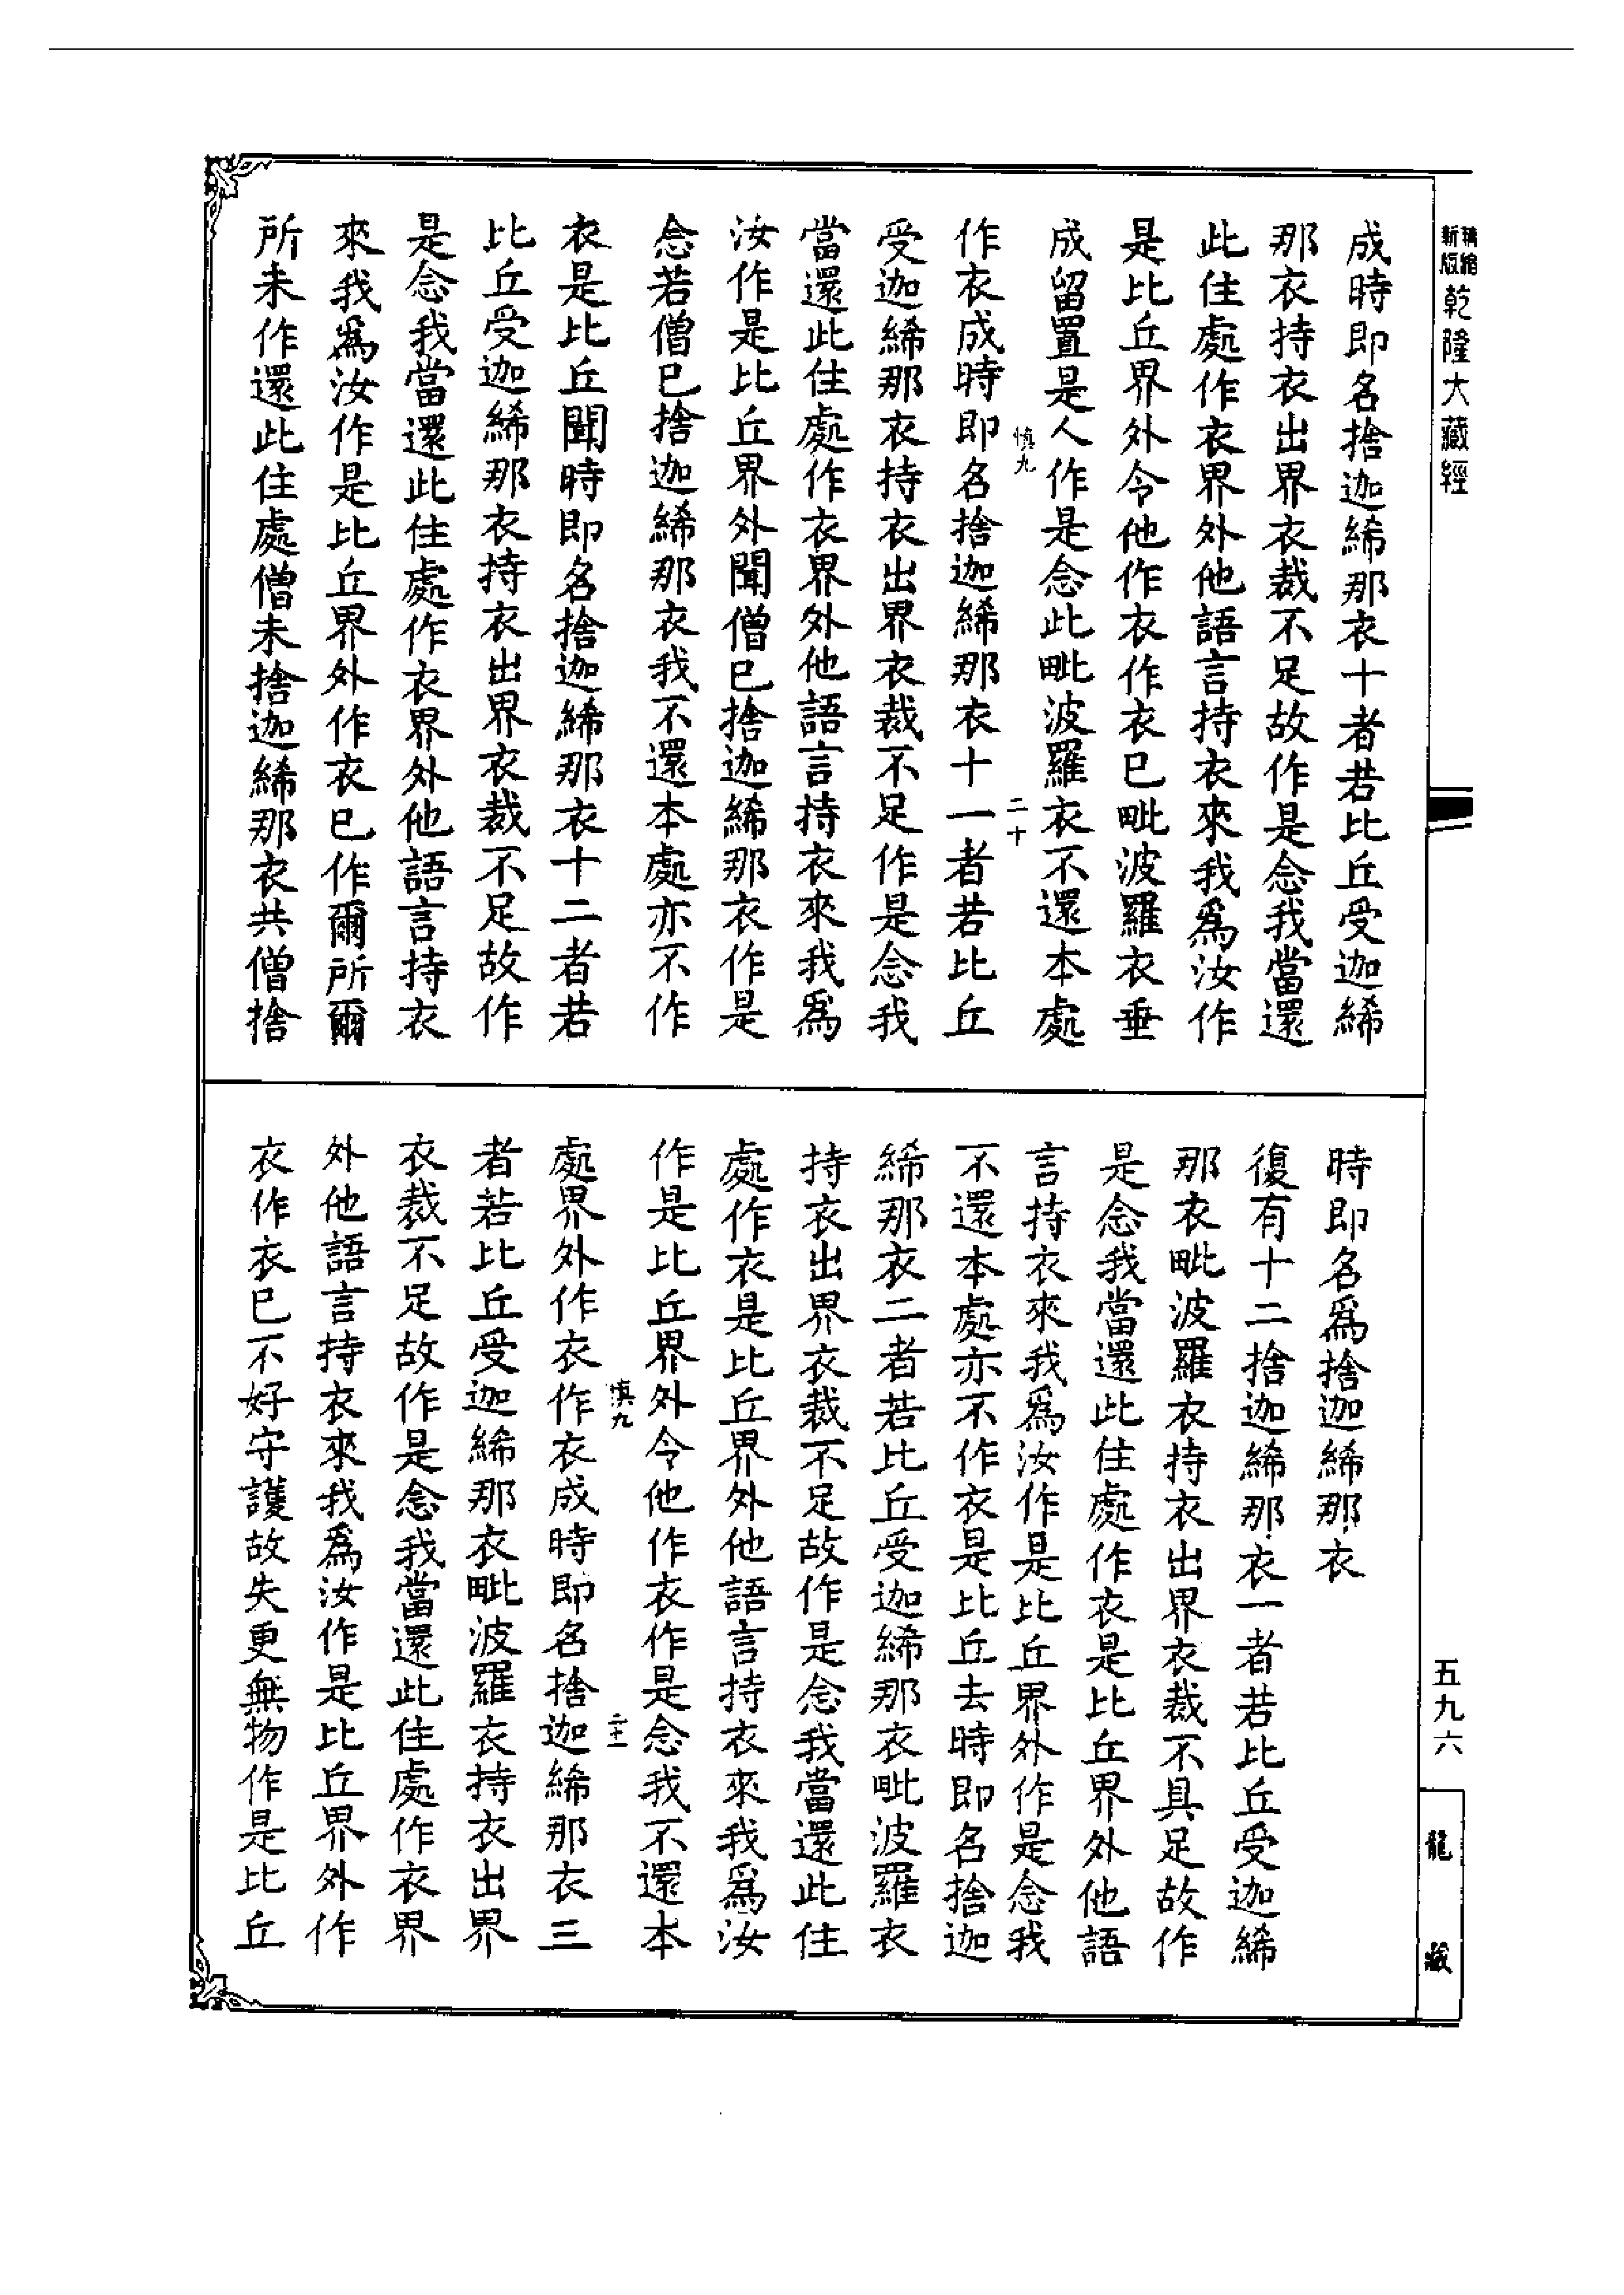 精縮新版乾隆大藏經
成時即名捨迦絺那衣十者若比丘受迦絺
那衣持衣出界衣裁不足故作是念我當還
此住處作衣界外他語言持衣來我爲汝作
是比丘界外令他作衣作衣已毗波羅衣垂
成留置是人作是念此毗波羅衣不還本處
慎九 二十
作衣成時即名捨迦絺那衣十一者若比丘
受迦絺那衣持衣出界衣裁不足作是念我
當還此住處作衣界外他語言持衣來我爲
汝作是比丘界外聞僧已捨迦絺那衣作是
念若僧已捨迦絺那衣我不還本處亦不作
衣是比丘聞時即名捨迦絺那衣十二者若
比丘受迦絺那衣持衣出界衣裁不足故作
是念我當還此住處作衣界外他語言持衣
來我爲汝作是比丘界外作衣已作爾所爾
所未作還此住處僧未捨迦絺那衣共僧捨
時即名爲捨迦絺那衣
復有十二捨迦絺那衣一者若比丘受迦絺
那衣毗波羅衣持衣出界衣裁不具足故作
是念我當還此住處作衣是比丘界外他語
言持衣來我爲汝作是比丘界外作是念我
不還本處亦不作衣是比丘去時即名捨迦
絺那衣二者若比丘受迦絺那衣毗波羅衣
持衣出界衣裁不足故作是念我當還此住
處作衣是比丘界外他語言持衣來我爲汝
作是比丘界外令他作衣作是念我不還本
慎九 二十一
處界外作衣作衣成時即名捨迦絺那衣三
者若比丘受迦絺那衣毗波羅衣持衣出界
衣裁不足故作是念我當還此住處作衣界
外他語言持衣來我爲汝作是比丘界外作
衣作衣已不好守護故失更無物作是比丘
五九六
龍藏